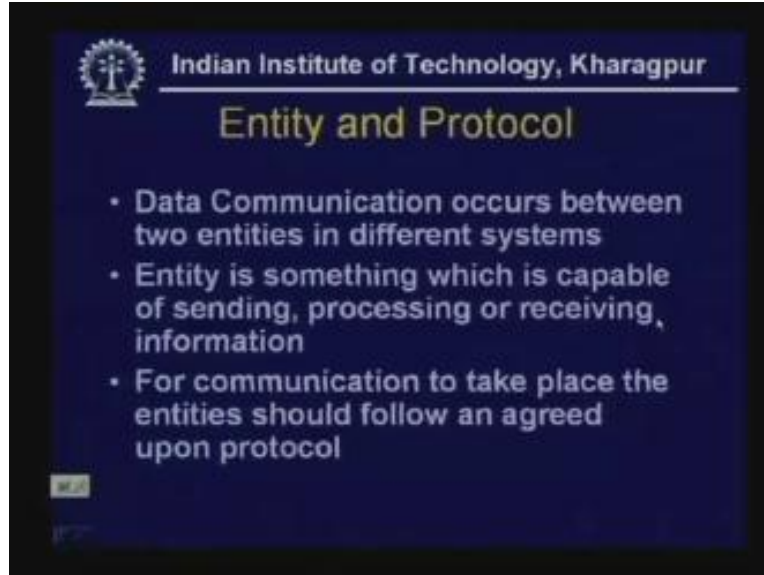 Indian Institute of Technology, Kharagpur
Entity and Protocol
• Data Communication occurs between
two entities in different systems
• Entity is something which is capable
of sending, processing or receiving
information
• For communication to take place the
entities should follow an agreed
upon protocol